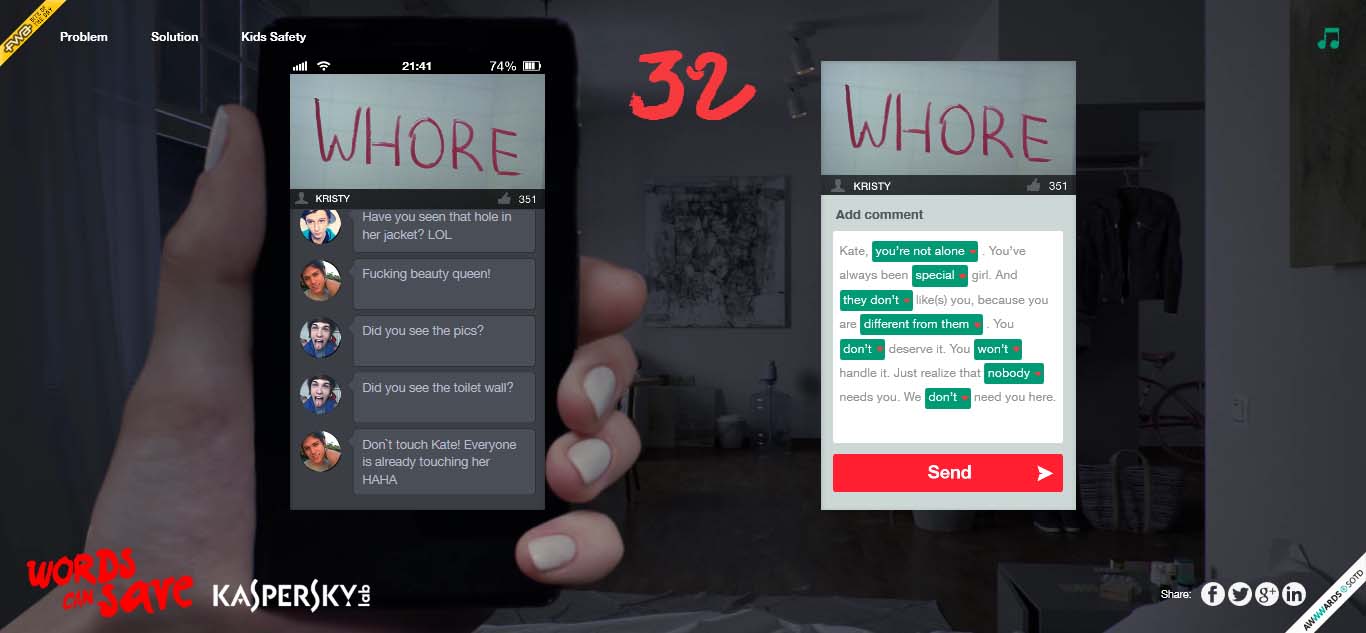 FWA SITE OF THE DAY
Problem
Solution
Kids Safety
21:41
74%
WHORE
KRISTY
351
Have you seen that hole in
her jacket? LOL
Fucking beauty queen!
Did you see the pics?
Did you see the toilet wall?
Don`t touch Kate! Everyone
is already touching her
HAHA
32
WHORE
KRISTY
351
Add comment
Kate, you're not alone . You've
always been special girl. And
they don't like(s) you, because you
are different from them . You
don't deserve it. You won't
handle it. Just realize that nobody
needs you. We don't need you here.
Send
WORDS
CAN save
KASPERSKY lab
Share:
AWWWARDS SOTD